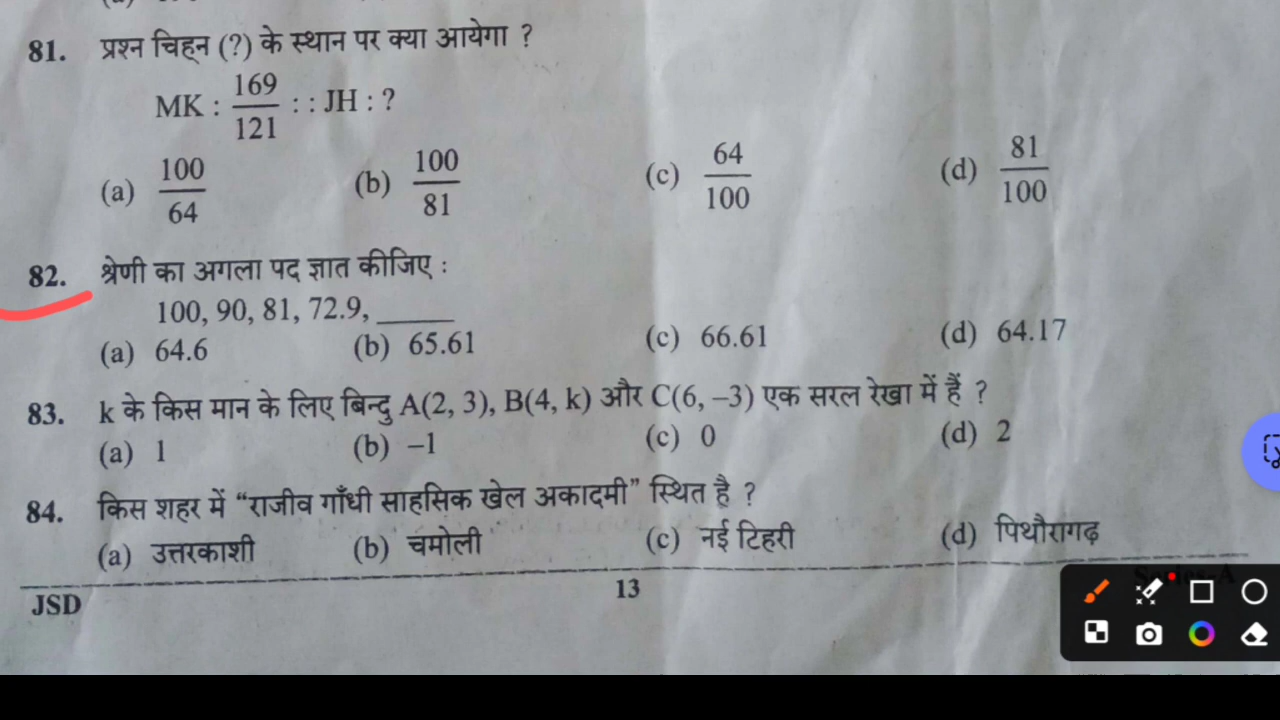 81. प्रश्न चिह्न (?) के स्थान पर क्या आयेगा ?
MK : 169/121 : : JH : ?
(a) 100/64 (b) 100/81 (c) 64/100 (d) 81/100
82. श्रेणी का अगला पद ज्ञात कीजिए :
100, 90, 81, 72.9, ______
(a) 64.6 (b) 65.61 (c) 66.61 (d) 64.17
83. k के किस मान के लिए बिन्दु A(2, 3), B(4, k) और C(6, –3) एक सरल रेखा में हैं ?
(a) 1 (b) –1 (c) 0 (d) 2
84. किस शहर में “राजीव गाँधी साहसिक खेल अकादमी” स्थित है ?
(a) उत्तरकाशी (b) चमोली (c) नई टिहरी (d) पिथौरागढ़
JSD 13